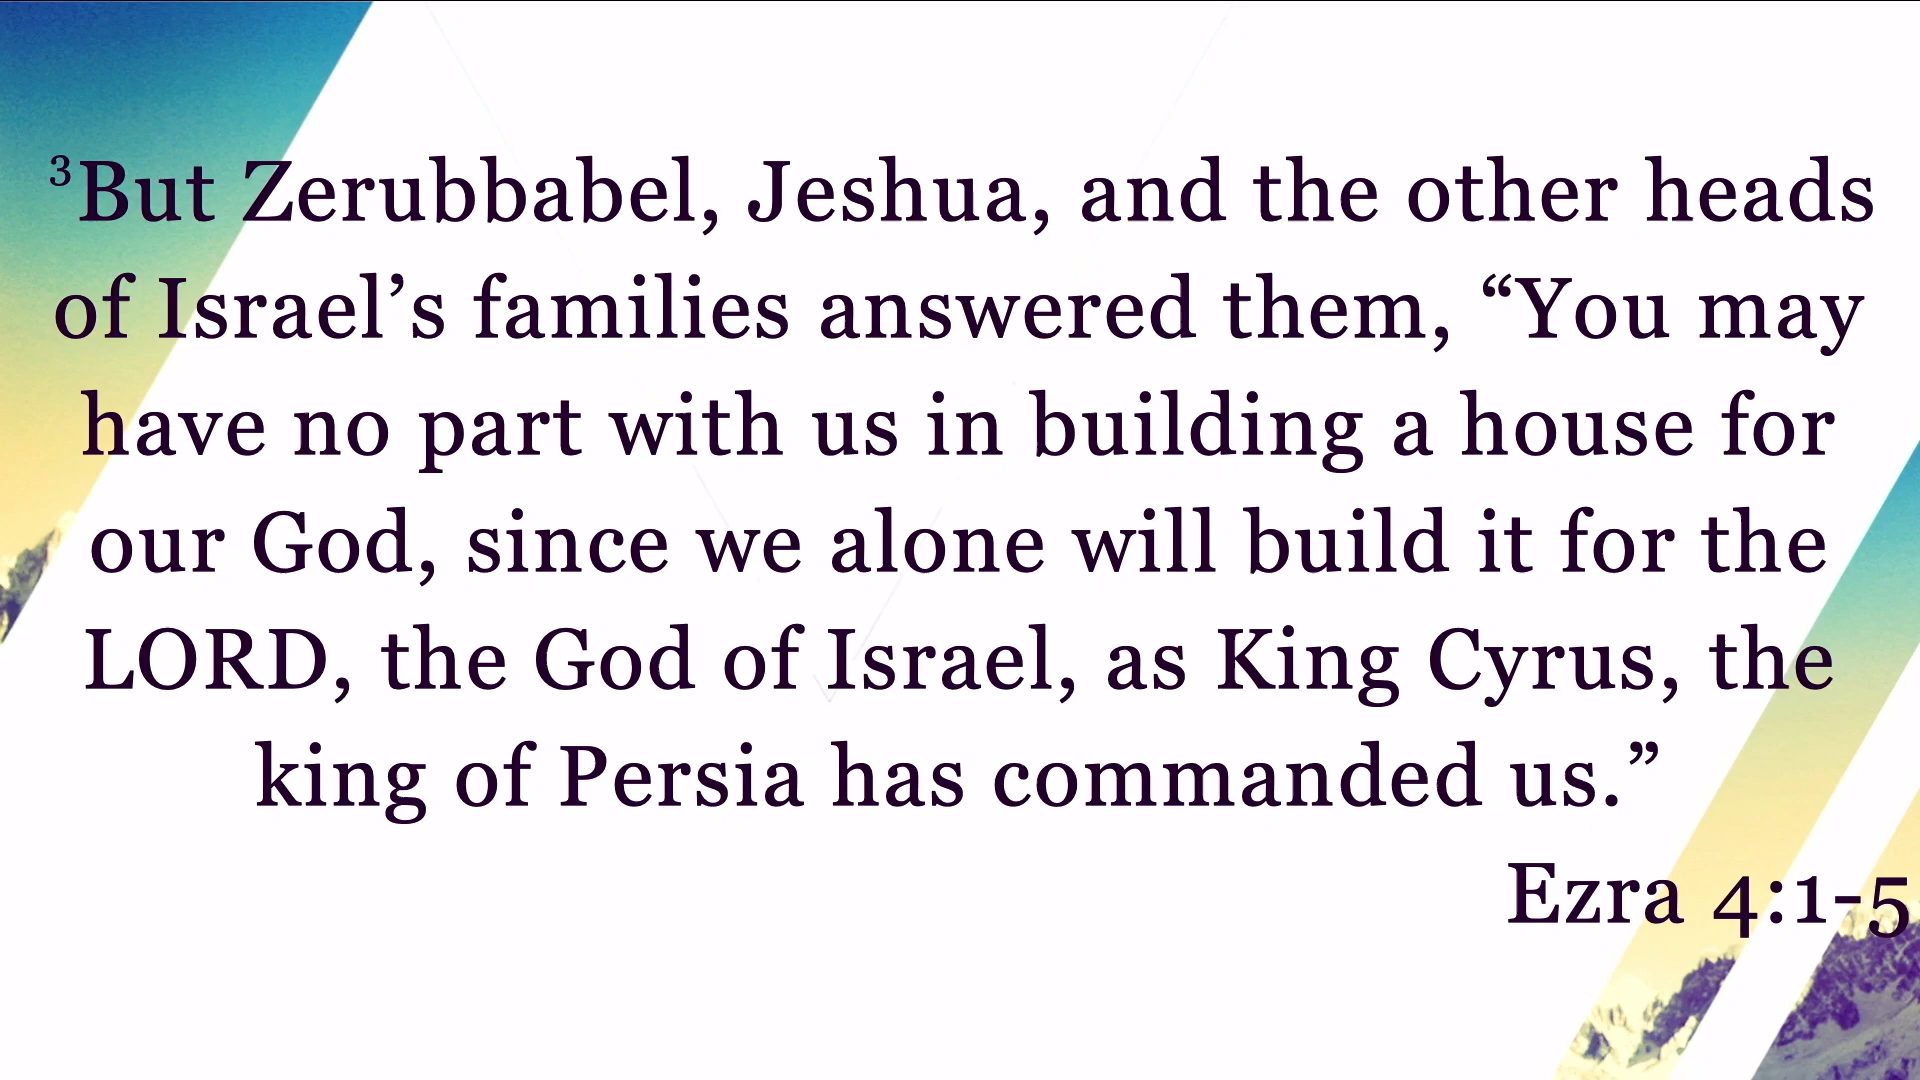 ³But Zerubbabel, Jeshua, and the other heads
of Israel’s families answered them, “You may
have no part with us in building a house for
our God, since we alone will build it for the
LORD, the God of Israel, as King Cyrus, the
king of Persia has commanded us.”
Ezra 4:1-5